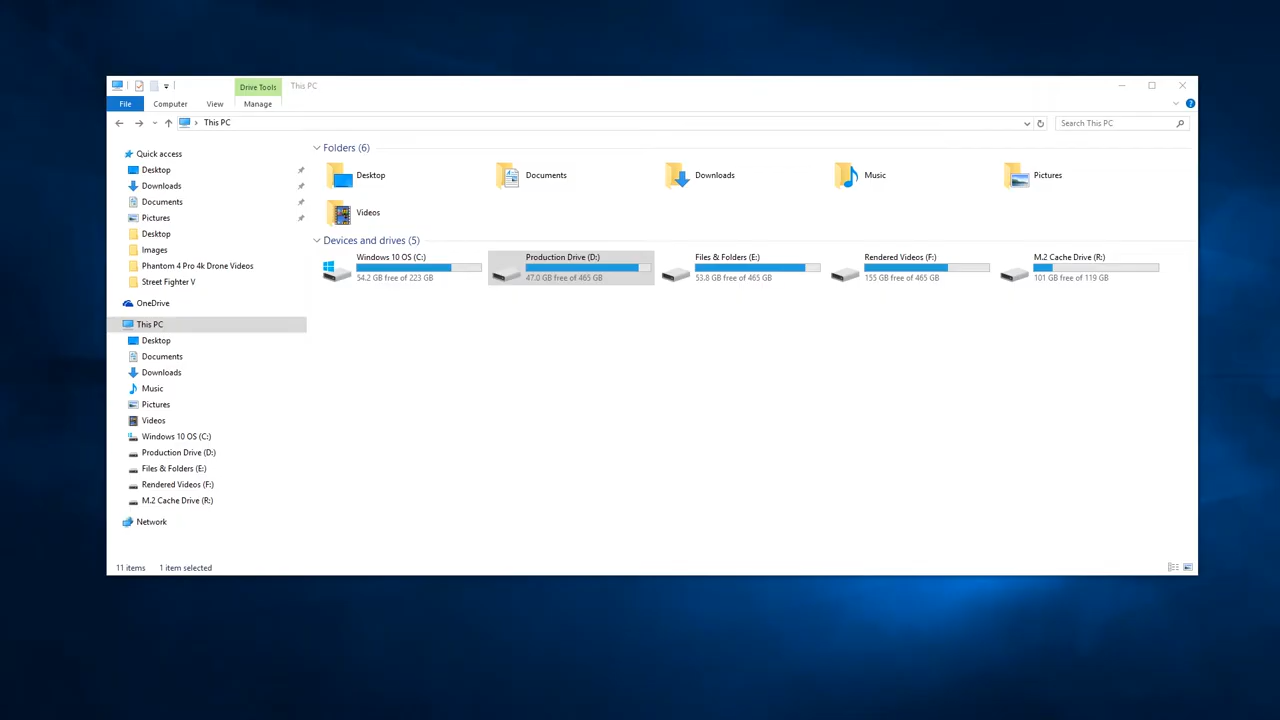 Drive Tools
This PC
File
Computer
View
Manage
This PC
Search This PC
Quick access
Desktop
Downloads
Documents
Pictures
Desktop
Images
Phantom 4 Pro 4k Drone Videos
Street Fighter V
OneDrive
This PC
Desktop
Documents
Downloads
Music
Pictures
Videos
Windows 10 OS (C:)
Production Drive (D:)
Files & Folders (E:)
Rendered Videos (F:)
M.2 Cache Drive (R:)
Network
Folders (6)
Desktop
Documents
Downloads
Music
Pictures
Videos
Devices and drives (5)
Windows 10 OS (C:)
54.2 GB free of 223 GB
Production Drive (D:)
47.0 GB free of 465 GB
Files & Folders (E:)
53.8 GB free of 465 GB
Rendered Videos (F:)
155 GB free of 465 GB
M.2 Cache Drive (R:)
101 GB free of 119 GB
11 items
1 item selected